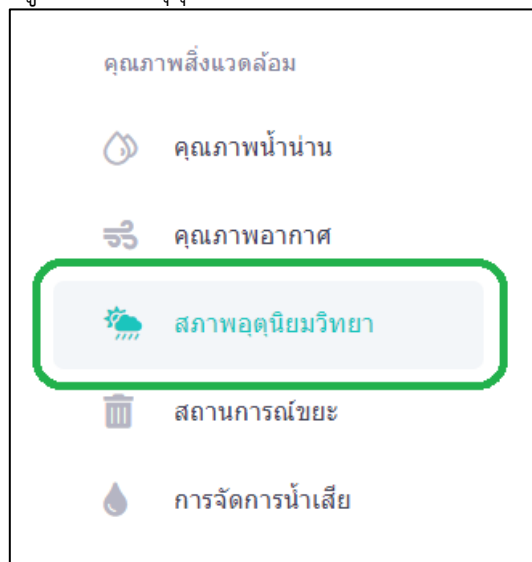 คุณภาพสิ่งแวดล้อม
คุณภาพน้ำน่าน
คุณภาพอากาศ
สภาพอุตุนิยมวิทยา
สถานการณ์ขยะ
การจัดการน้ำเสีย